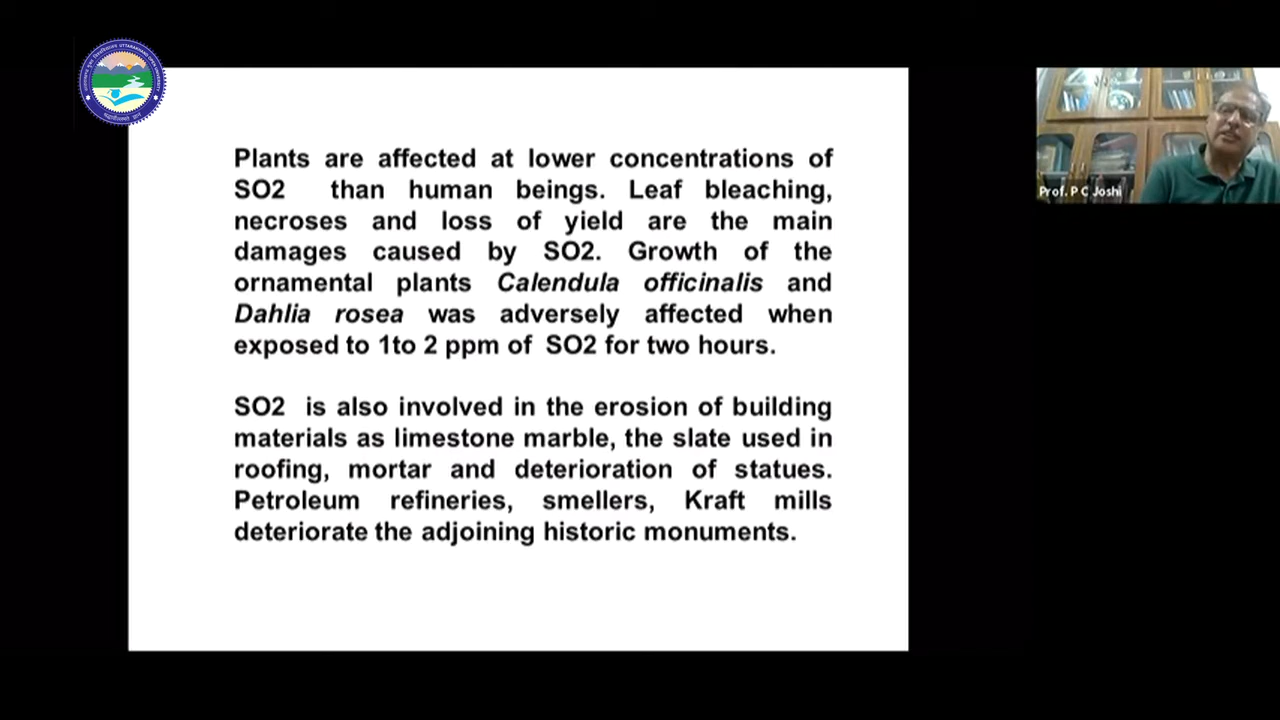 Plants are affected at lower concentrations of
SO2 than human beings. Leaf bleaching,
necroses and loss of yield are the main
damages caused by SO2. Growth of the
ornamental plants Calendula officinalis and
Dahlia rosea was adversely affected when
exposed to 1to 2 ppm of SO2 for two hours.
SO2 is also involved in the erosion of building
materials as limestone marble, the slate used in
roofing, mortar and deterioration of statues.
Petroleum refineries, smellers, Kraft mills
deteriorate the adjoining historic monuments.
Prof. P C Joshi